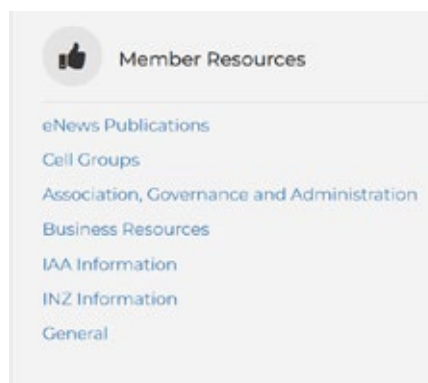 Member Resources
eNews Publications
Cell Groups
Association, Governance and Administration
Business Resources
IAA Information
INZ Information
General